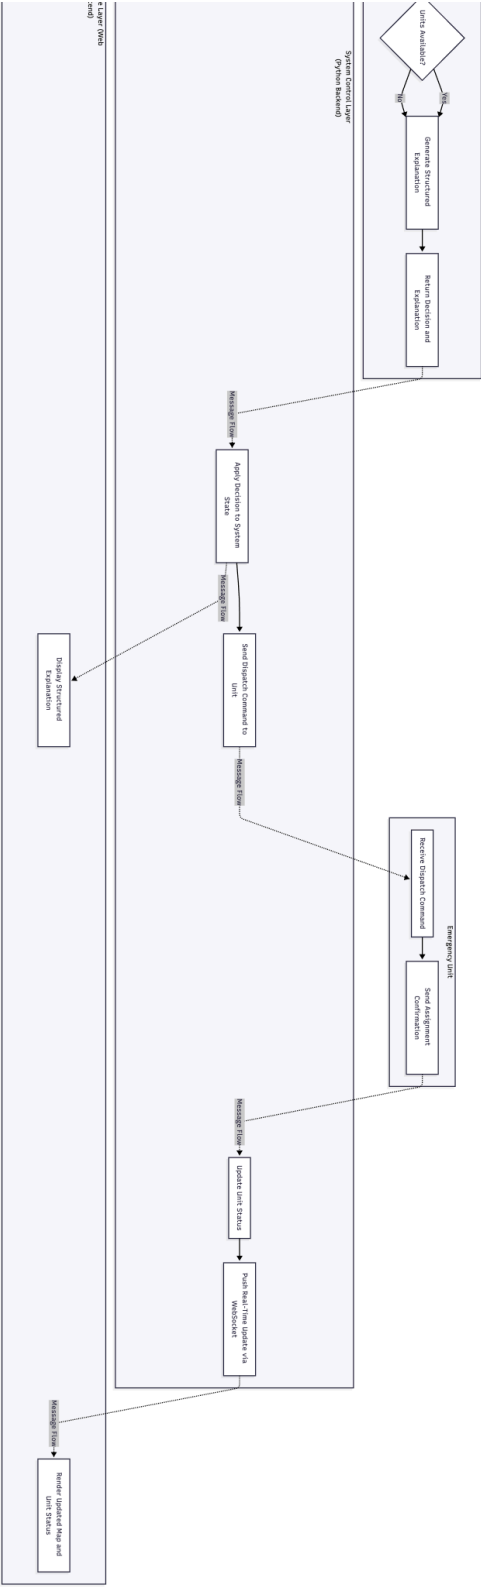 Units Available?
No
Yes
Generate Structured
Explanation
Return Decision and
Explanation
System Control Layer
(Python Backend)
Message Flow
Apply Decision to System
State
Message Flow
Send Dispatch Command to
Unit
Message Flow
e Layer (Web
:end)
Display Structured
Explanation
Emergency Unit
Receive Dispatch Command
Send Assignment
Confirmation
Message Flow
Update Unit Status
Push Real-Time Update via
WebSocket
Message Flow
Render Updated Map and
Unit Status